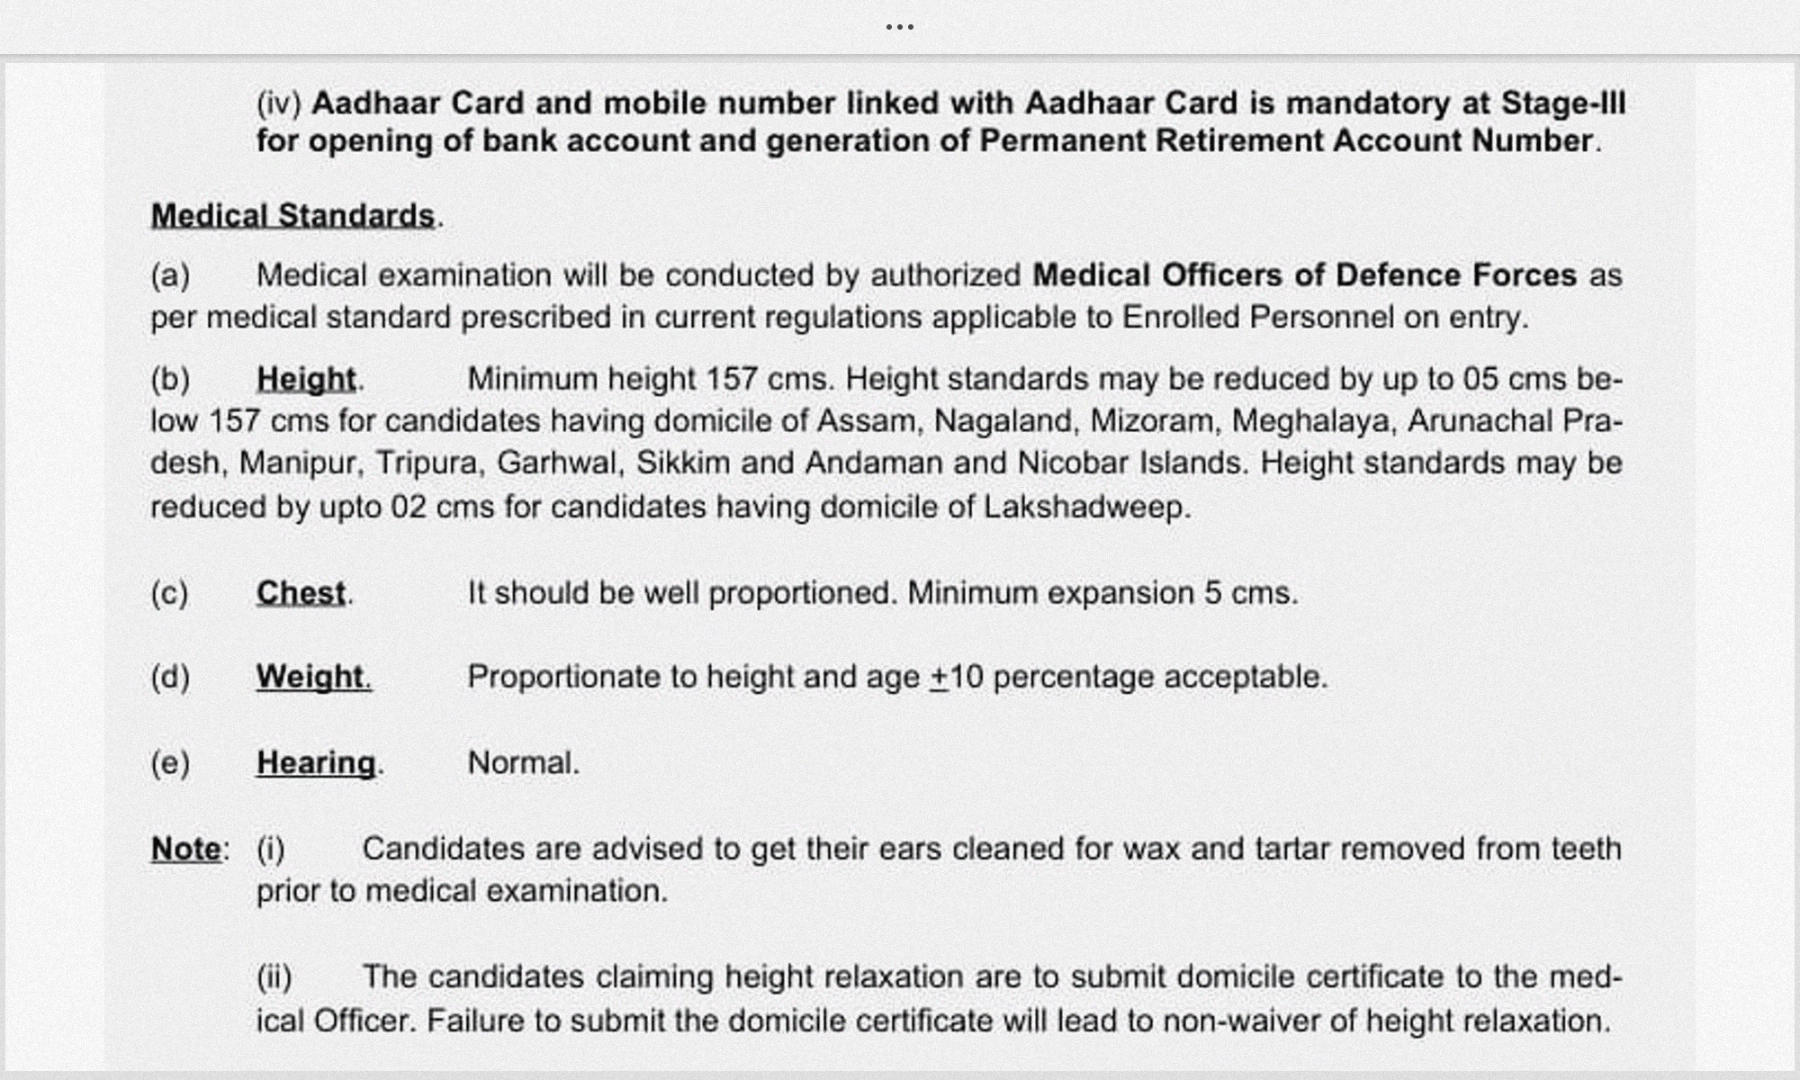 (iv) Aadhaar Card and mobile number linked with Aadhaar Card is mandatory at Stage-III
for opening of bank account and generation of Permanent Retirement Account Number.
Medical Standards.
(a) Medical examination will be conducted by authorized Medical Officers of Defence Forces as
per medical standard prescribed in current regulations applicable to Enrolled Personnel on entry.
(b) Height. Minimum height 157 cms. Height standards may be reduced by up to 05 cms be-
low 157 cms for candidates having domicile of Assam, Nagaland, Mizoram, Meghalaya, Arunachal Pra-
desh, Manipur, Tripura, Garhwal, Sikkim and Andaman and Nicobar Islands. Height standards may be
reduced by upto 02 cms for candidates having domicile of Lakshadweep.
(c) Chest. It should be well proportioned. Minimum expansion 5 cms.
(d) Weight. Proportionate to height and age ±10 percentage acceptable.
(e) Hearing. Normal.
Note: (i) Candidates are advised to get their ears cleaned for wax and tartar removed from teeth
prior to medical examination.
(ii) The candidates claiming height relaxation are to submit domicile certificate to the med-
ical Officer. Failure to submit the domicile certificate will lead to non-waiver of height relaxation.